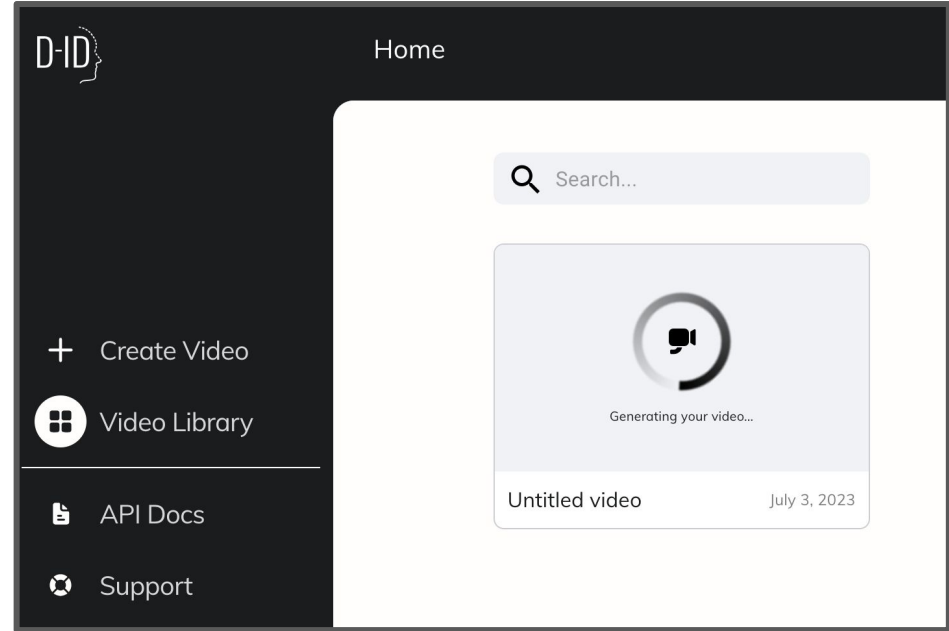 D-ID
Home
Search...
Create Video
Video Library
API Docs
Support
Generating your video...
Untitled video
July 3, 2023